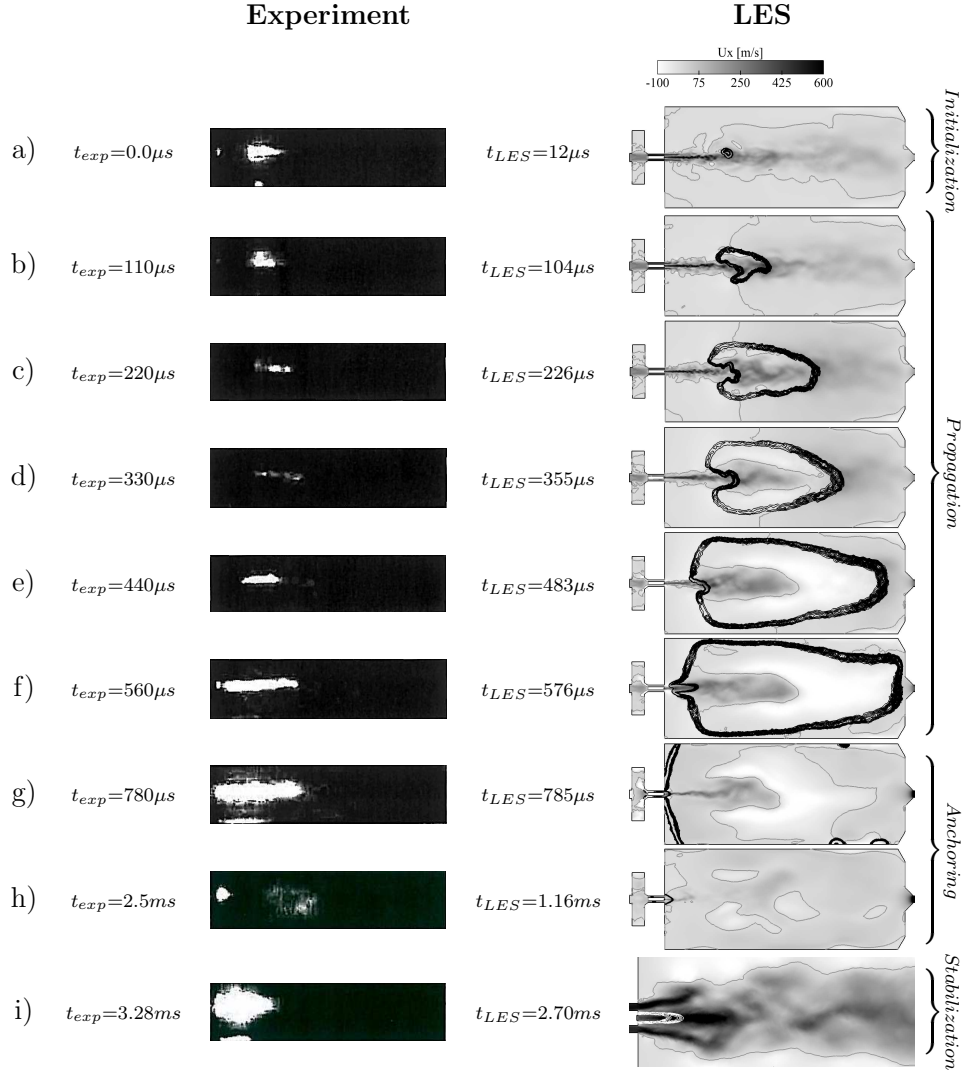 Experiment LES
Ux [m/s]
-100 75 250 425 600
a) t_exp=0.0μs t_LES=12μs
Initialization
b) t_exp=110μs t_LES=104μs
c) t_exp=220μs t_LES=226μs
d) t_exp=330μs t_LES=355μs
Propagation
e) t_exp=440μs t_LES=483μs
f) t_exp=560μs t_LES=576μs
g) t_exp=780μs t_LES=785μs
Anchoring
h) t_exp=2.5ms t_LES=1.16ms
i) t_exp=3.28ms t_LES=2.70ms
Stabilization